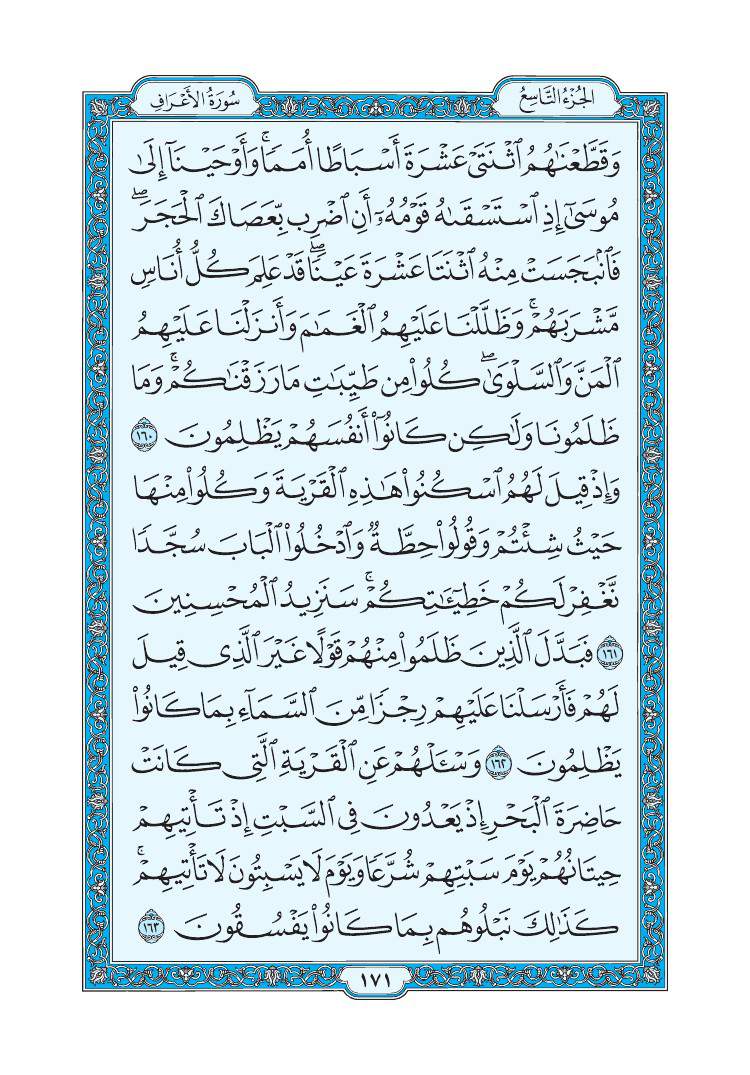 الجُزْءُ التَّاسِعُ
سُورَةُ الأَعْرَافِ
وَقَطَّعْنَٰهُمُ ٱثْنَتَىْ عَشْرَةَ أَسْبَاطًا أُمَمًاۚ وَأَوْحَيْنَآ إِلَىٰ
مُوسَىٰٓ إِذِ ٱسْتَسْقَىٰهُ قَوْمُهُۥٓ أَنِ ٱضْرِب بِّعَصَاكَ ٱلْحَجَرَۖ
فَٱنۢبَجَسَتْ مِنْهُ ٱثْنَتَا عَشْرَةَ عَيْنًاۖ قَدْ عَلِمَ كُلُّ أُنَاسٍ
مَّشْرَبَهُمْۚ وَظَلَّلْنَا عَلَيْهِمُ ٱلْغَمَٰمَ وَأَنزَلْنَا عَلَيْهِمُ
ٱلْمَنَّ وَٱلسَّلْوَىٰۖ كُلُوا۟ مِن طَيِّبَٰتِ مَا رَزَقْنَٰكُمْۚ وَمَا
ظَلَمُونَا وَلَٰكِن كَانُوٓا۟ أَنفُسَهُمْ يَظْلِمُونَ ١٦٠
وَإِذْ قِيلَ لَهُمُ ٱسْكُنُوا۟ هَٰذِهِ ٱلْقَرْيَةَ وَكُلُوا۟ مِنْهَا
حَيْثُ شِئْتُمْ وَقُولُوا۟ حِطَّةٌ وَٱدْخُلُوا۟ ٱلْبَابَ سُجَّدًا
نَّغْفِرْ لَكُمْ خَطِيٓـَٰٔتِكُمْۚ سَنَزِيدُ ٱلْمُحْسِنِينَ
١٦١ فَبَدَّلَ ٱلَّذِينَ ظَلَمُوا۟ مِنْهُمْ قَوْلًا غَيْرَ ٱلَّذِى قِيلَ
لَهُمْ فَأَرْسَلْنَا عَلَيْهِمْ رِجْزًا مِّنَ ٱلسَّمَآءِ بِمَا كَانُوا۟
يَظْلِمُونَ ١٦٢ وَسْـَٔلْهُمْ عَنِ ٱلْقَرْيَةِ ٱلَّتِى كَانَتْ
حَاضِرَةَ ٱلْبَحْرِ إِذْ يَعْدُونَ فِى ٱلسَّبْتِ إِذْ تَأْتِيهِمْ
حِيتَانُهُمْ يَوْمَ سَبْتِهِمْ شُرَّعًا وَيَوْمَ لَا يَسْبِتُونَ لَا تَأْتِيهِمْۚ
كَذَٰلِكَ نَبْلُوهُم بِمَا كَانُوا۟ يَفْسُقُونَ ١٦٣
١٧١